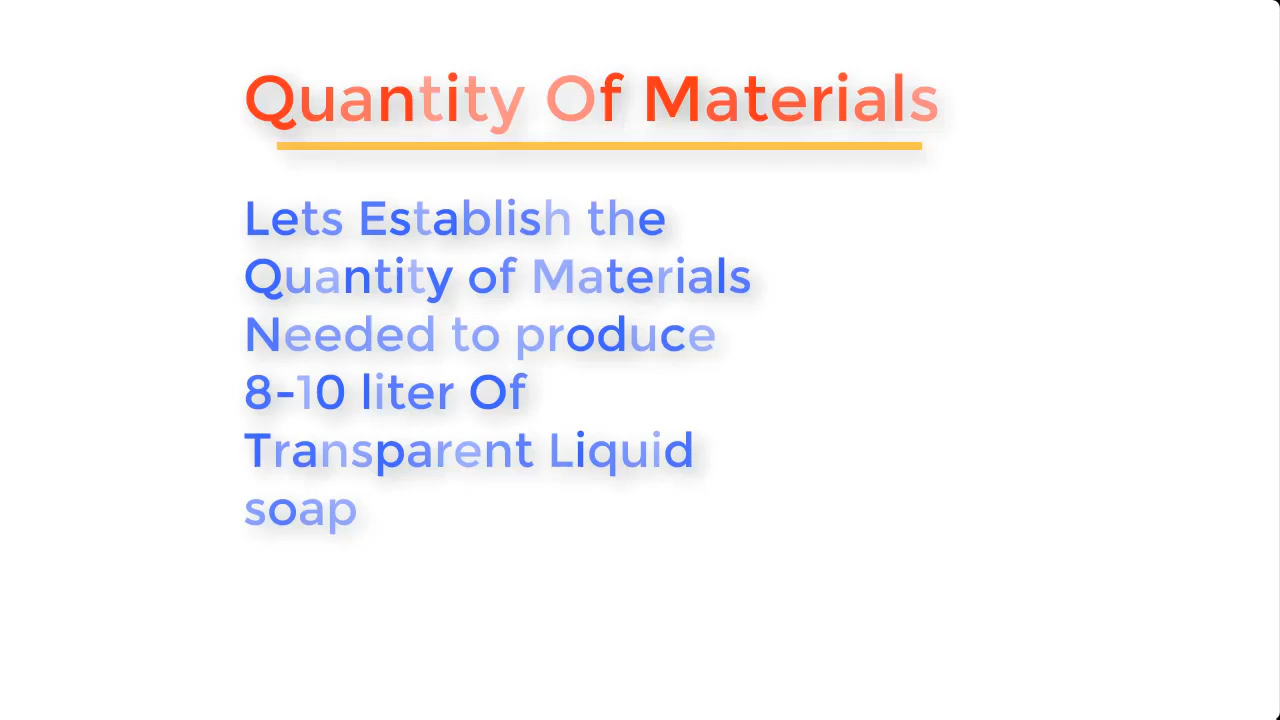 Quantity Of Materials
Lets Establish the
Quantity of Materials
Needed to produce
8-10 liter Of
Transparent Liquid
soap